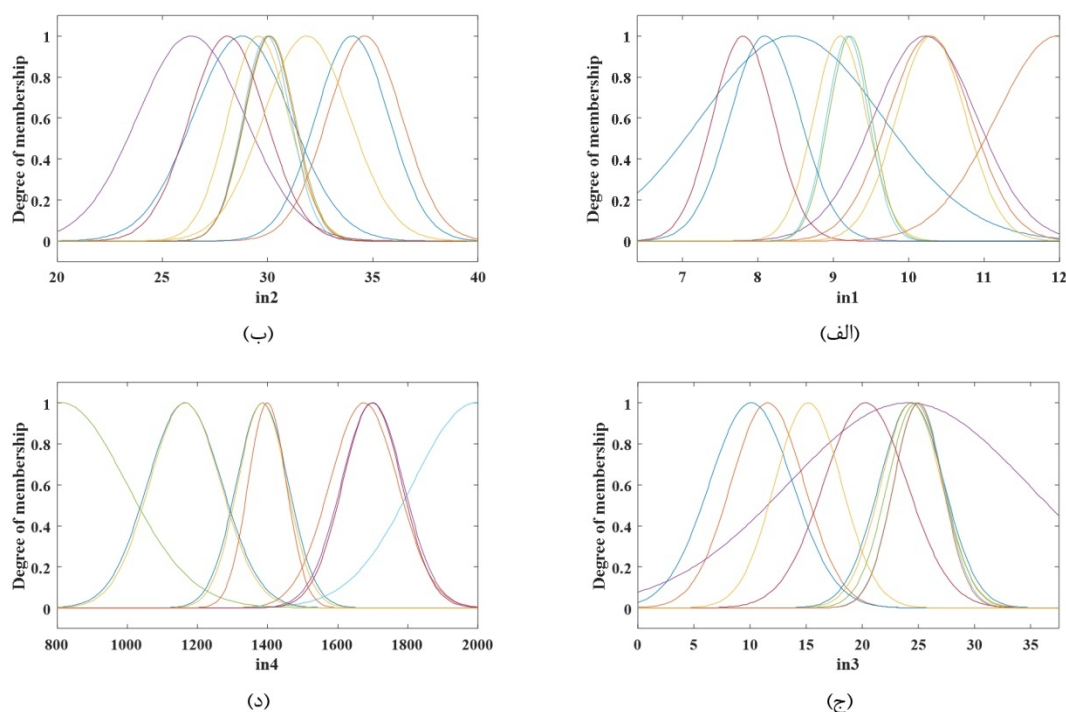 Degree of membership
1
0.8
0.6
0.4
0.2
0
7 8 9 10 11 12
in1
(الف)
Degree of membership
1
0.8
0.6
0.4
0.2
0
20 25 30 35 40
in2
(ب)
Degree of membership
1
0.8
0.6
0.4
0.2
0
0 5 10 15 20 25 30 35
in3
(ج)
Degree of membership
1
0.8
0.6
0.4
0.2
0
800 1000 1200 1400 1600 1800 2000
in4
(د)